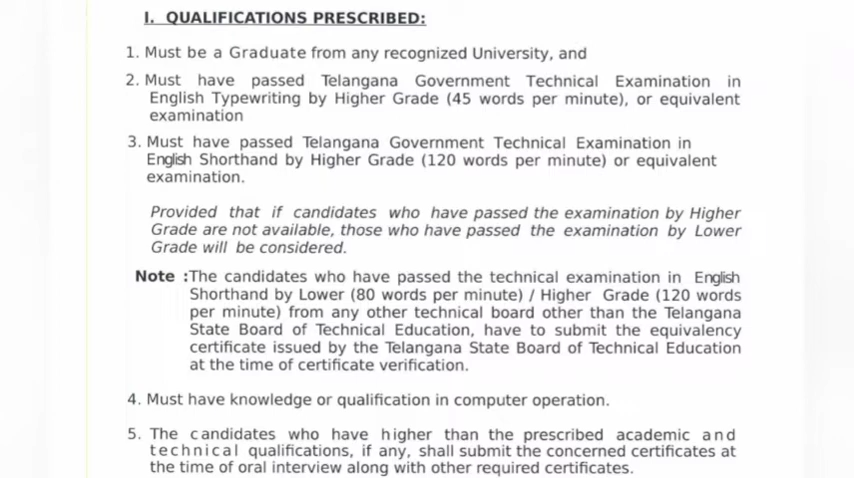 I. QUALIFICATIONS PRESCRIBED:
1. Must be a Graduate from any recognized University, and
2. Must have passed Telangana Government Technical Examination in
English Typewriting by Higher Grade (45 words per minute), or equivalent
examination
3. Must have passed Telangana Government Technical Examination in
English Shorthand by Higher Grade (120 words per minute) or equivalent
examination.
Provided that if candidates who have passed the examination by Higher
Grade are not available, those who have passed the examination by Lower
Grade will be considered.
Note :The candidates who have passed the technical examination in English
Shorthand by Lower (80 words per minute) / Higher Grade (120 words
per minute) from any other technical board other than the Telangana
State Board of Technical Education, have to submit the equivalency
certificate issued by the Telangana State Board of Technical Education
at the time of certificate verification.
4. Must have knowledge or qualification in computer operation.
5. The candidates who have higher than the prescribed academic and
technical qualifications, if any, shall submit the concerned certificates at
the time of oral interview along with other required certificates.